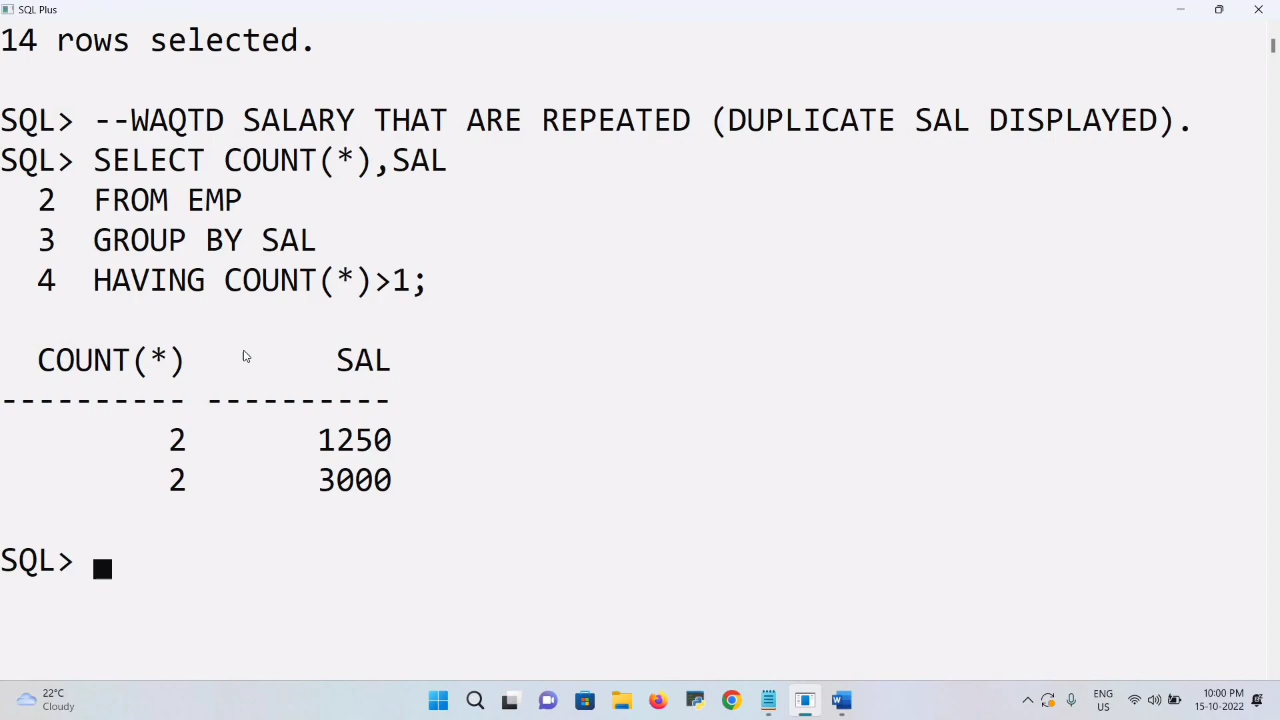 SQL Plus
14 rows selected.
SQL> --WAQTD SALARY THAT ARE REPEATED (DUPLICATE SAL DISPLAYED).
SQL> SELECT COUNT(*),SAL
2 FROM EMP
3 GROUP BY SAL
4 HAVING COUNT(*)>1;
COUNT(*) SAL
---------- ----------
2 1250
2 3000
SQL>
22°C
Cloudy
ENG
US
10:00 PM
15-10-2022